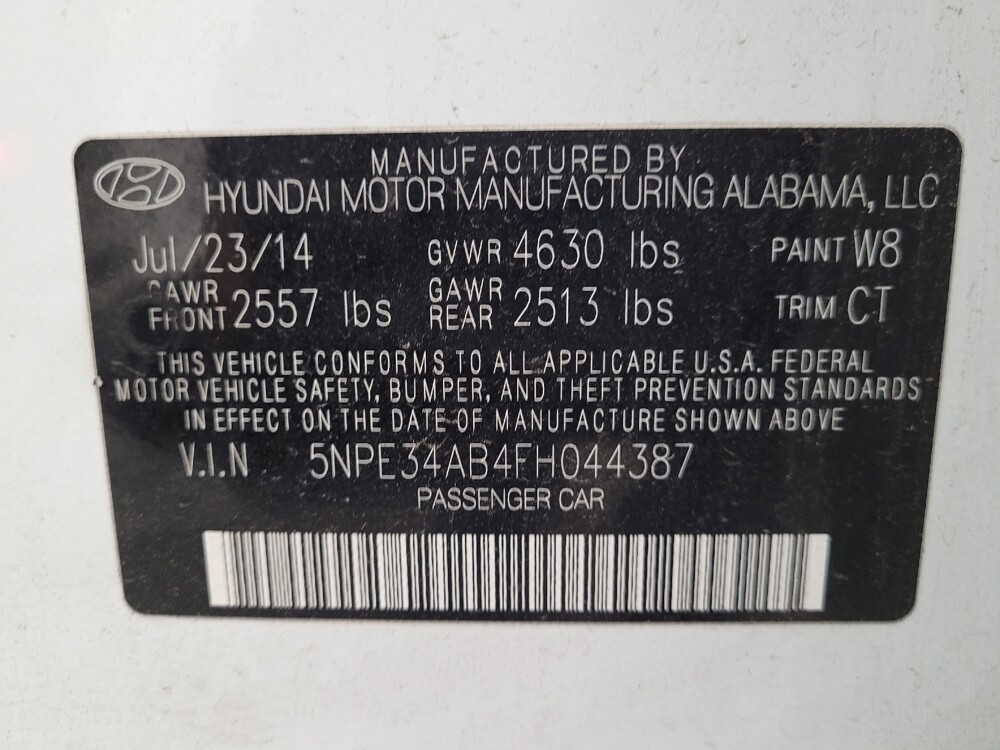 MANUFACTURED BY
HYUNDAI MOTOR MANUFACTURING ALABAMA, LLC
Jul/23/14 GVWR 4630 lbs PAINT W8
GAWR FRONT 2557 lbs GAWR REAR 2513 lbs TRIM CT
THIS VEHICLE CONFORMS TO ALL APPLICABLE U.S.A. FEDERAL
MOTOR VEHICLE SAFETY, BUMPER, AND THEFT PREVENTION STANDARDS
IN EFFECT ON THE DATE OF MANUFACTURE SHOWN ABOVE
V.I.N 5NPE34AB4FH044387
PASSENGER CAR